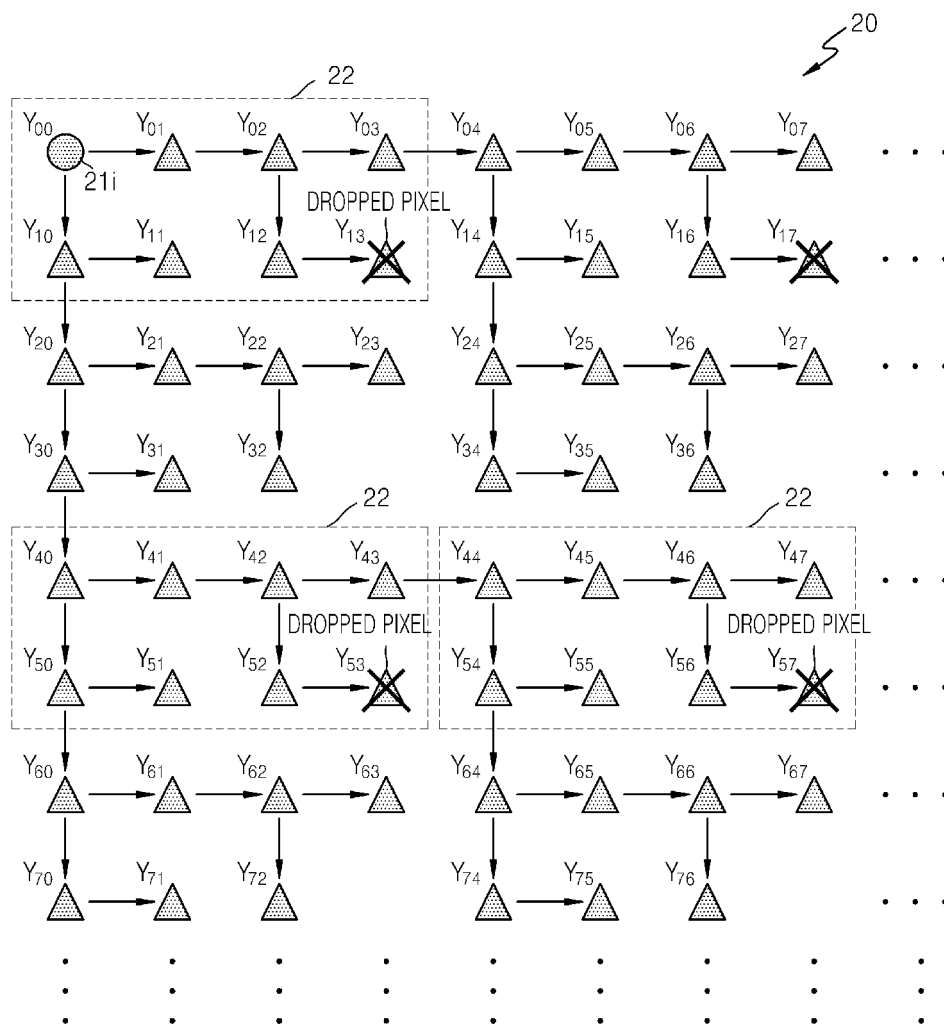 20
22
Y00 Y01 Y02 Y03 Y04 Y05 Y06 Y07 . . .
21i
DROPPED PIXEL
Y10 Y11 Y12 Y13 Y14 Y15 Y16 Y17 . . .
Y20 Y21 Y22 Y23 Y24 Y25 Y26 Y27 . . .
Y30 Y31 Y32 Y34 Y35 Y36 . . .
22 22
Y40 Y41 Y42 Y43 Y44 Y45 Y46 Y47 . . .
DROPPED PIXEL DROPPED PIXEL
Y50 Y51 Y52 Y53 Y54 Y55 Y56 Y57 . . .
Y60 Y61 Y62 Y63 Y64 Y65 Y66 Y67 . . .
Y70 Y71 Y72 Y74 Y75 Y76 . . .